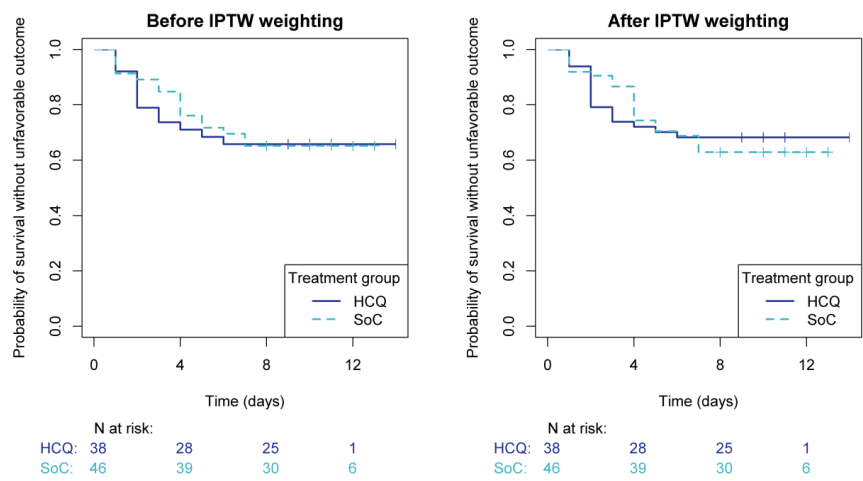 Before IPTW weighting
Probability of survival without unfavorable outcome
1.0
0.8
0.6
0.4
0.2
0.0
Treatment group
HCQ
SoC
0 4 8 12
Time (days)
N at risk:
HCQ: 38 28 25 1
SoC: 46 39 30 6
After IPTW weighting
Probability of survival without unfavorable outcome
1.0
0.8
0.6
0.4
0.2
0.0
Treatment group
HCQ
SoC
0 4 8 12
Time (days)
N at risk:
HCQ: 38 28 25 1
SoC: 46 39 30 6